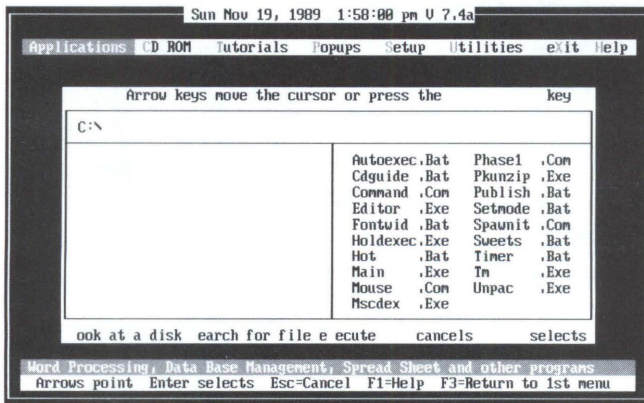 Sun Nov 19, 1989 1:58:00 pm V 7.4a
Applications CD ROM Tutorials Popups Setup Utilities eXit Help
Arrow keys move the cursor or press the key
C:\
Autoexec.Bat Phase1 .Com
Cdguide .Bat Pkunzip .Exe
Command .Com Publish .Bat
Editor .Exe Setmode .Bat
Fontwid .Bat Spawnit .Com
Holdexec.Exe Sweets .Bat
Hot .Bat Timer .Bat
Main .Exe Tm .Exe
Mouse .Com Unpac .Exe
Mscdex .Exe
ook at a disk earch for file e ecute cancels selects
Word Processing, Data Base Management, Spread Sheet and other programs
Arrows point Enter selects Esc=Cancel F1=Help F3=Return to 1st menu